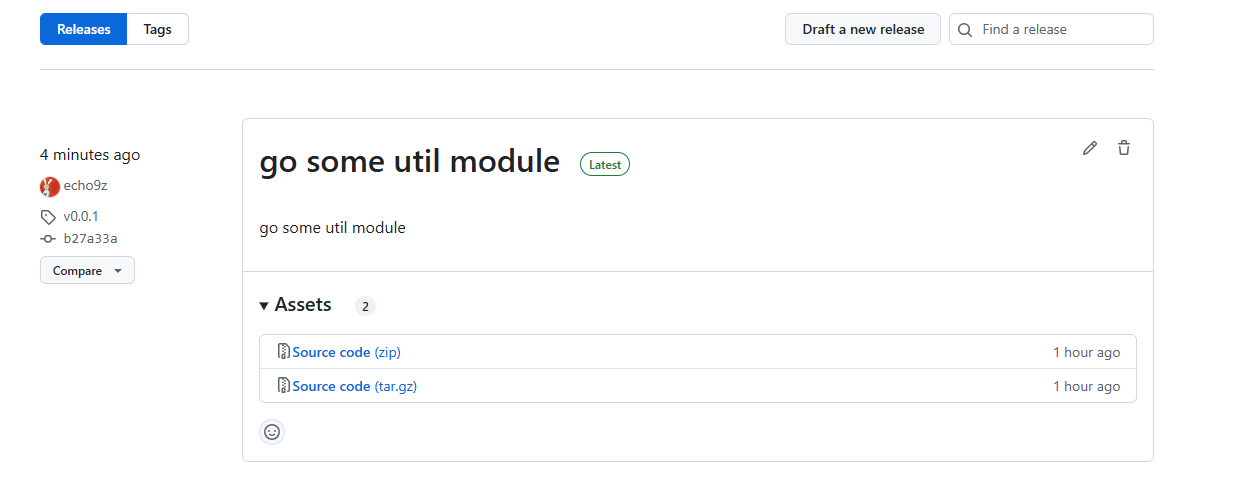 Releases Tags Draft a new release Find a release
4 minutes ago
echo9z
v0.0.1
b27a33a
Compare
go some util module Latest
go some util module
Assets 2
Source code (zip) 1 hour ago
Source code (tar.gz) 1 hour ago